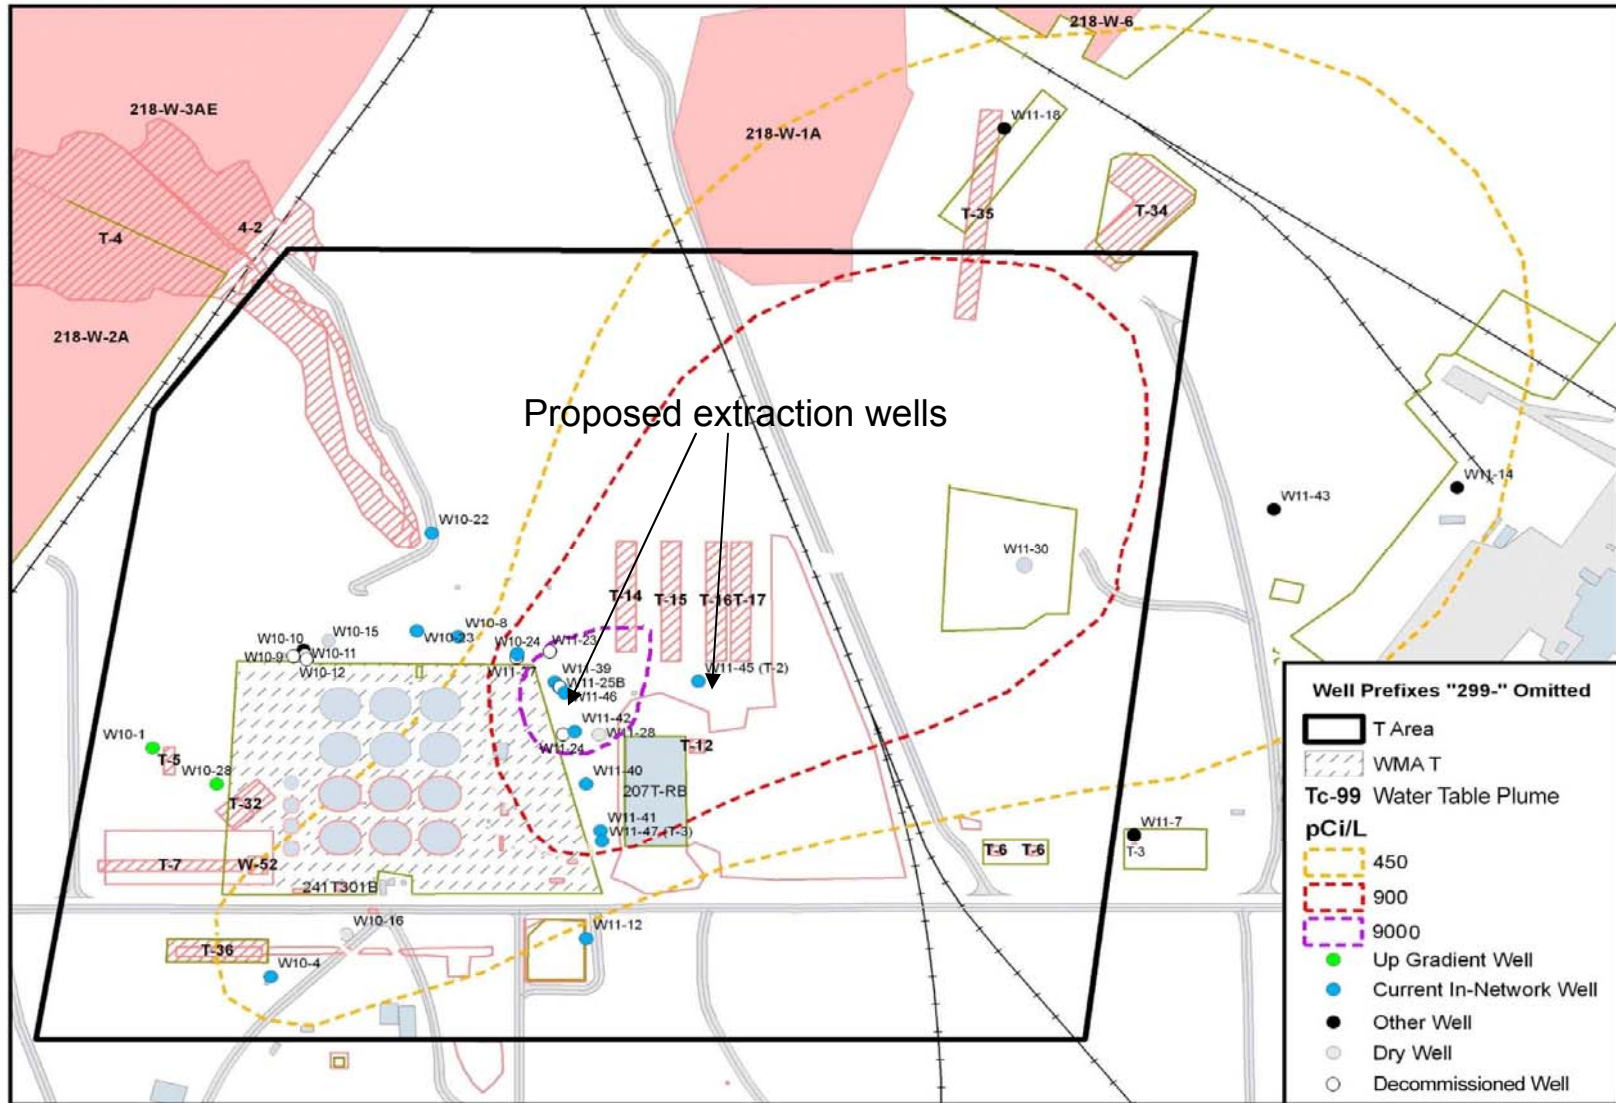 218-W-6
218-W-3AE
218-W-1A
W11-18
T-35
T-34
4-2
T-4
218-W-2A
Proposed extraction wells
W11-14
W11-43
W10-22
W11-30
T-14
T-15
T-16
T-17
W10-15
W10-8
W10-23
W10-10
W10-9
W10-11
W10-12
W10-24
W11-23
W11-27
W11-39
W11-25B
W11-46
W11-45 (T-2)
W11-42
W11-28
W11-24
T-12
W10-1
T-5
W10-28
T-32
W11-40
207T-RB
W11-41
W11-47 (T-3)
T-7
W-52
241T301B
T-6
T-6
W11-7
T-3
W10-16
W11-12
T-36
W10-4
Well Prefixes "299-" Omitted
T Area
WMA T
Tc-99 Water Table Plume
pCi/L
450
900
9000
Up Gradient Well
Current In-Network Well
Other Well
Dry Well
Decommissioned Well